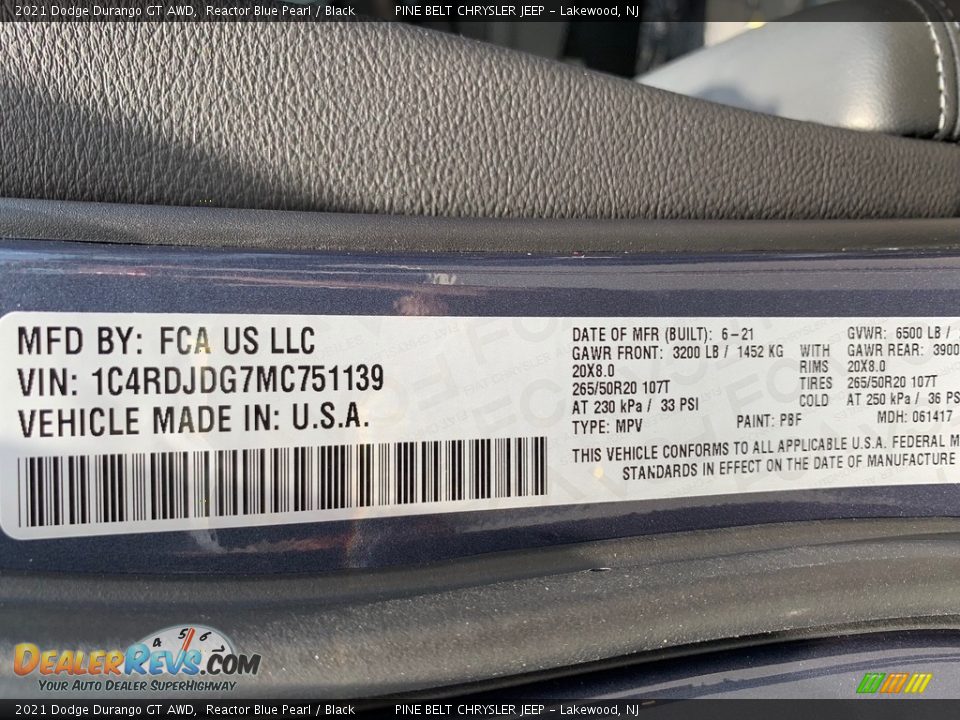 2021 Dodge Durango GT AWD, Reactor Blue Pearl / Black PINE BELT CHRYSLER JEEP - Lakewood, NJ
MFD BY: FCA US LLC
VIN: 1C4RDJDG7MC751139
VEHICLE MADE IN: U.S.A.
DATE OF MFR (BUILT): 6-21 GVWR: 6500 LB /
GAWR FRONT: 3200 LB / 1452 KG WITH GAWR REAR: 3900
20X8.0 RIMS 20X8.0
265/50R20 107T TIRES 265/50R20 107T
AT 230 kPa / 33 PSI COLD AT 250 kPa / 36 PS
TYPE: MPV PAINT: PBF MDH: 061417
THIS VEHICLE CONFORMS TO ALL APPLICABLE U.S.A. FEDERAL M
STANDARDS IN EFFECT ON THE DATE OF MANUFACTURE
4 5 6
DEALERREVS.COM
YOUR AUTO DEALER SUPERHIGHWAY
2021 Dodge Durango GT AWD, Reactor Blue Pearl / Black PINE BELT CHRYSLER JEEP - Lakewood, NJ